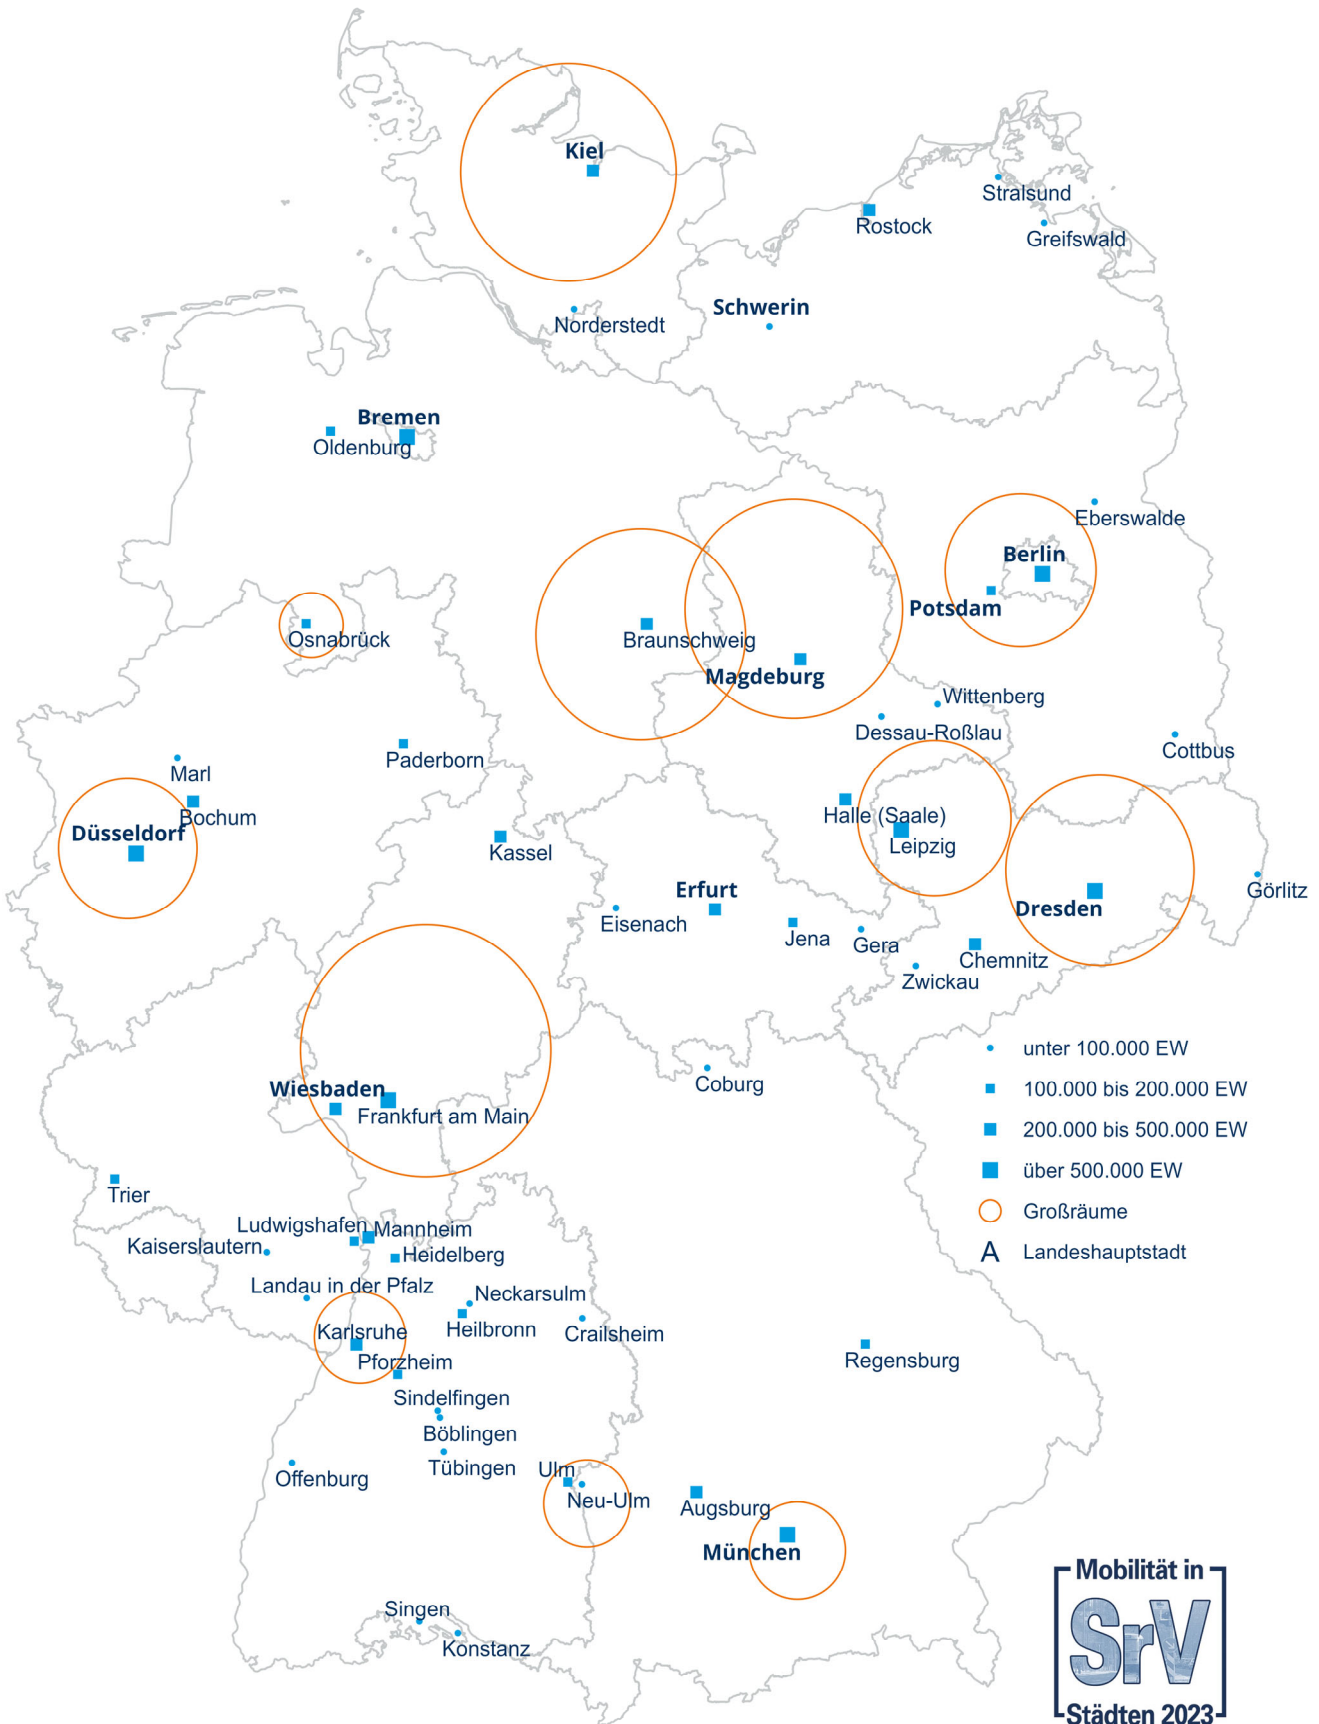 Kiel
Stralsund
Rostock
Greifswald
Schwerin
Norderstedt
Bremen
Oldenburg
Eberswalde
Berlin
Potsdam
Osnabrück
Braunschweig
Magdeburg
Wittenberg
Dessau-Roßlau
Cottbus
Paderborn
Marl
Bochum
Düsseldorf
Halle (Saale)
Leipzig
Kassel
Erfurt
Görlitz
Dresden
Eisenach
Jena
Gera
Chemnitz
Zwickau
unter 100.000 EW
Coburg
Wiesbaden
100.000 bis 200.000 EW
Frankfurt am Main
200.000 bis 500.000 EW
über 500.000 EW
Trier
Großräume
Ludwigshafen
Mannheim
Kaiserslautern
Heidelberg
A Landeshauptstadt
Landau in der Pfalz
Neckarsulm
Karlsruhe
Heilbronn
Crailsheim
Pforzheim
Regensburg
Sindelfingen
Böblingen
Tübingen
Offenburg
Ulm
Neu-Ulm
Augsburg
München
Singen
Konstanz
Mobilität in
SrV
Städten 2023